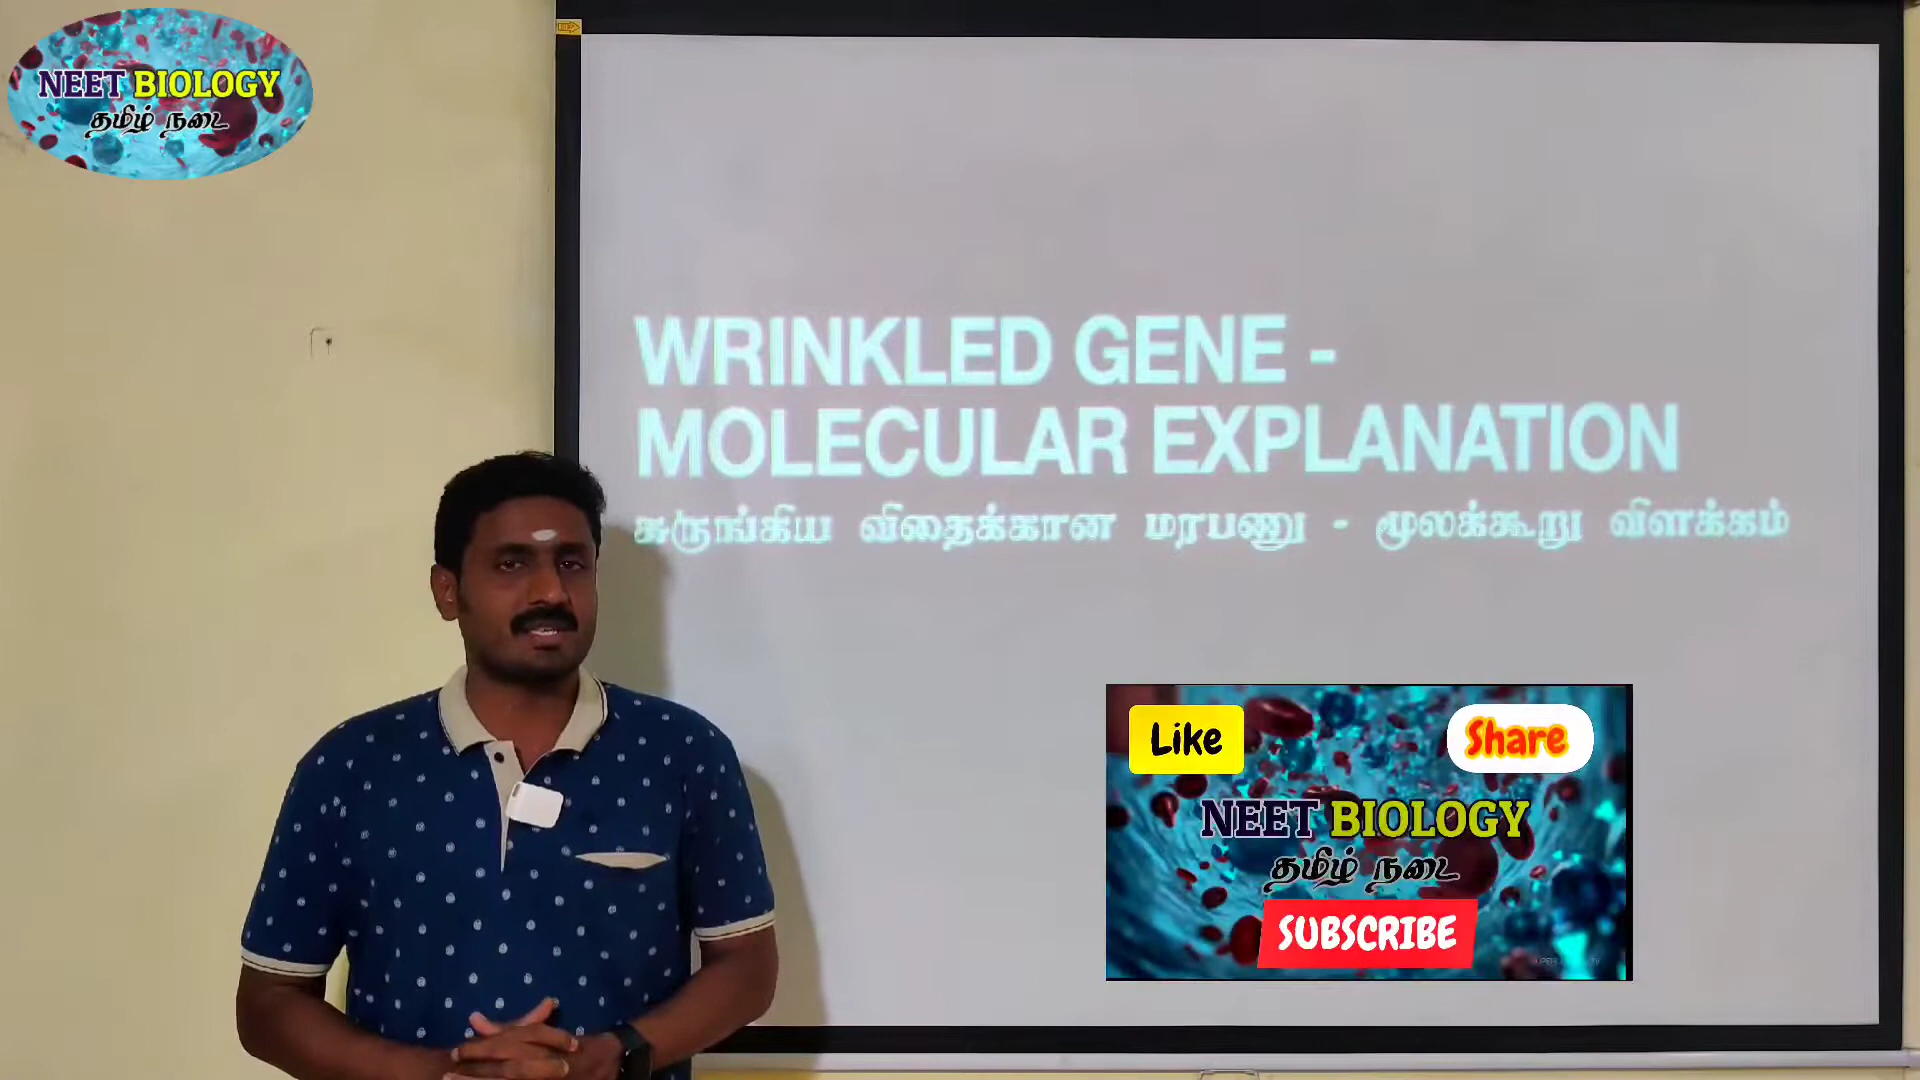 NEET BIOLOGY
தமிழ் நடை
WRINKLED GENE -
MOLECULAR EXPLANATION
சுருங்கிய விதைக்கான மரபணு - மூலக்கூறு விளக்கம்
Like
Share
NEET BIOLOGY
தமிழ் நடை
SUBSCRIBE